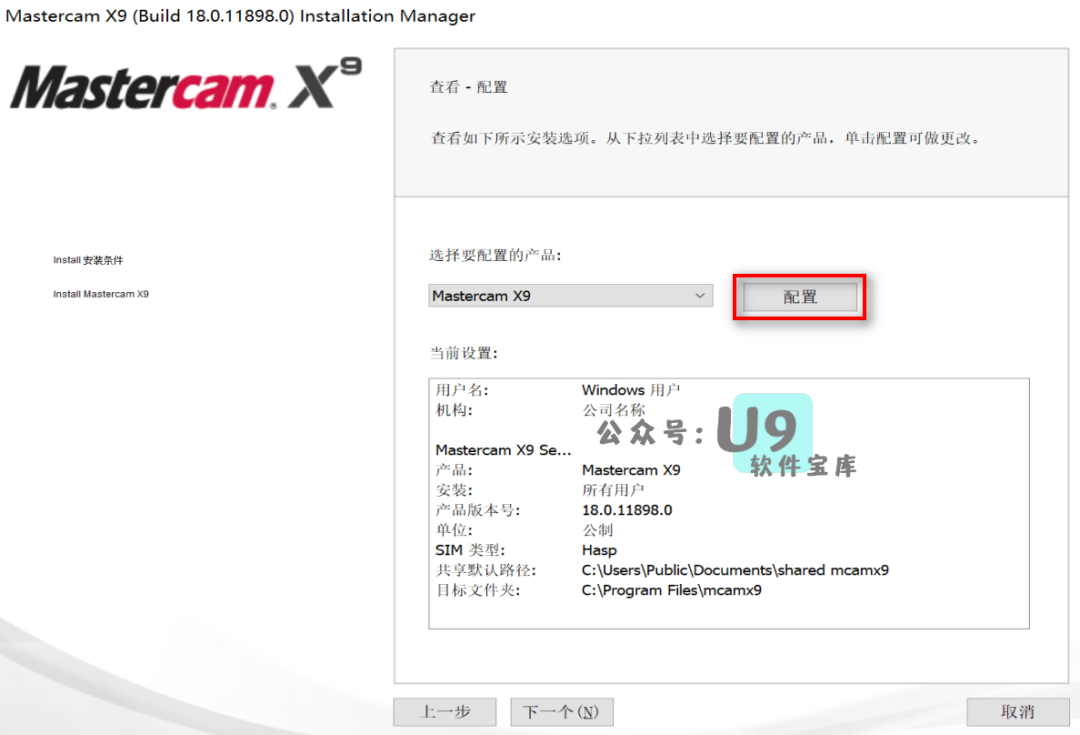 Mastercam X9 (Build 18.0.11898.0) Installation Manager
Mastercam. X9
查看 - 配置
查看如下所示安装选项。从下拉列表中选择要配置的产品，单击配置可做更改。
Install 安装条件
Install Mastercam X9
选择要配置的产品:
Mastercam X9
配置
当前设置:
用户名: Windows 用户
机构: 公司名称
公众号: U9
软件宝库
Mastercam X9 Se...
产品: Mastercam X9
安装: 所有用户
产品版本号: 18.0.11898.0
单位: 公制
SIM 类型: Hasp
共享默认路径: C:\Users\Public\Documents\shared mcamx9
目标文件夹: C:\Program Files\mcamx9
上一步 下一个(N) 取消